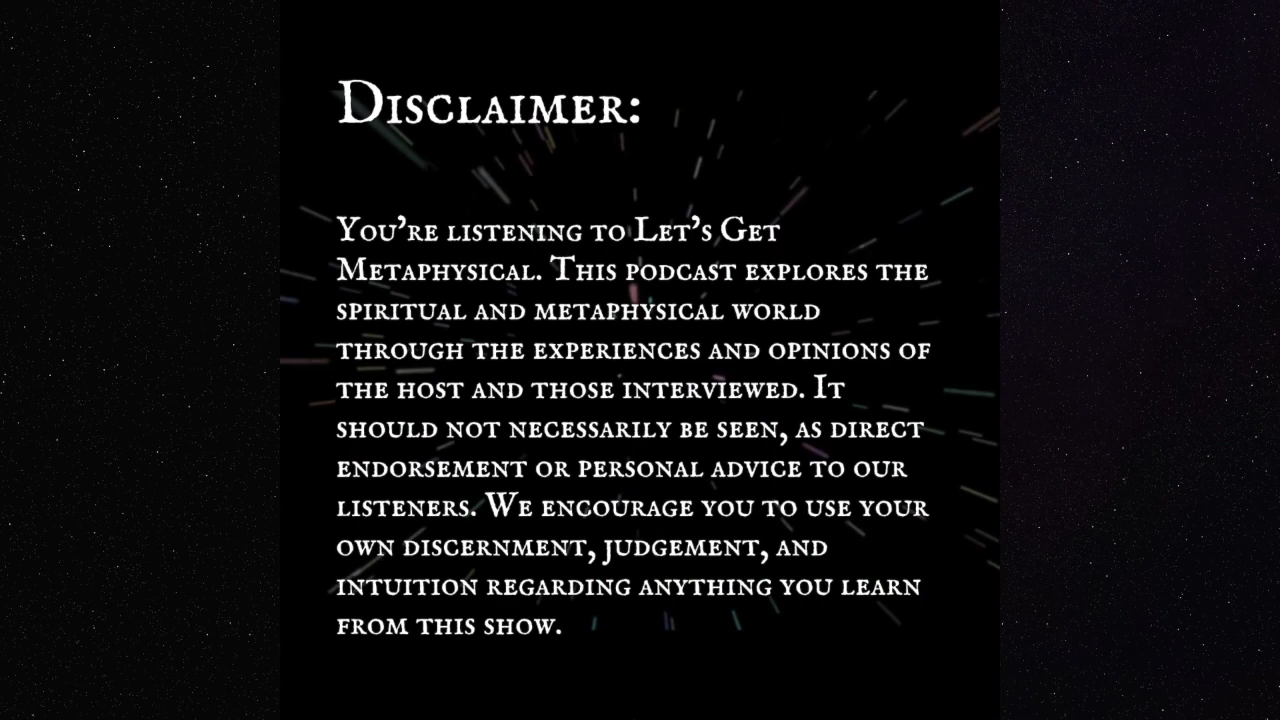 Disclaimer:
You're listening to Let's Get
Metaphysical. This podcast explores the
spiritual and metaphysical world
through the experiences and opinions of
the host and those interviewed. It
should not necessarily be seen, as direct
endorsement or personal advice to our
listeners. We encourage you to use your
own discernment, judgement, and
intuition regarding anything you learn
from this show.